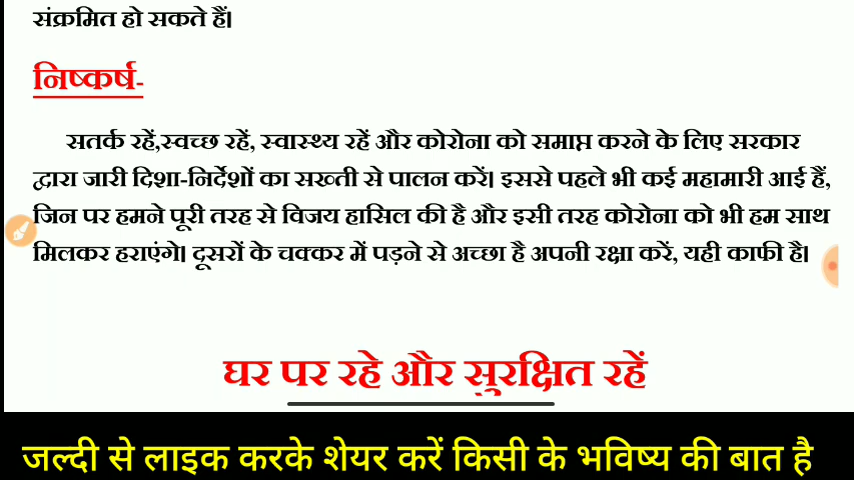 संक्रमित हो सकते हैं।
निष्कर्ष-
सतर्क रहें,स्वच्छ रहें, स्वास्थ्य रहें और कोरोना को समाप्त करने के लिए सरकार
द्वारा जारी दिशा-निर्देशों का सख्ती से पालन करें। इससे पहले भी कई महामारी आई हैं,
जिन पर हमने पूरी तरह से विजय हासिल की है और इसी तरह कोरोना को भी हम साथ
मिलकर हराएंगे। दूसरों के चक्कर में पड़ने से अच्छा है अपनी रक्षा करें, यही काफी है।
घर पर रहे और सुरक्षित रहें
जल्दी से लाइक करके शेयर करें किसी के भविष्य की बात है